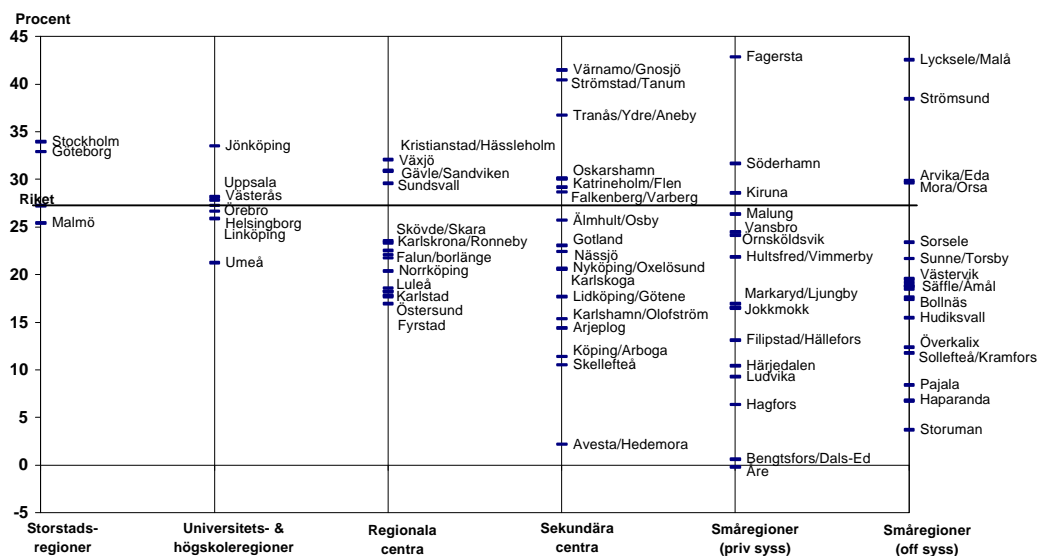 Procent
45
40
35
30
25
20
15
10
5
0
-5
Riket
Stockholm
Göteborg
Malmö
Jönköping
Uppsala
Västerås
Örebro
Helsingborg
Linköping
Umeå
Kristianstad/Hässleholm
Växjö
Gävle/Sandviken
Sundsvall
Skövde/Skara
Karlskrona/Ronneby
Falun/borlänge
Norrköping
Luleå
Karlstad
Östersund
Fyrstad
Värnamo/Gnosjö
Strömstad/Tanum
Tranås/Ydre/Aneby
Oskarshamn
Katrineholm/Flen
Falkenberg/Varberg
Älmhult/Osby
Gotland
Nässjö
Nyköping/Oxelösund
Karlskoga
Lidköping/Götene
Karlshamn/Olofström
Arjeplog
Köping/Arboga
Skellefteå
Avesta/Hedemora
Fagersta
Söderhamn
Kiruna
Malung
Vansbro
Örnsköldsvik
Hultsfred/Vimmerby
Markaryd/Ljungby
Jokkmokk
Filipstad/Hällefors
Härjedalen
Ludvika
Hagfors
Bengtsfors/Dals-Ed
Åre
Lycksele/Malå
Strömsund
Arvika/Eda
Mora/Orsa
Sorsele
Sunne/Torsby
Västervik
Säffle/Åmål
Bollnäs
Hudiksvall
Överkalix
Sollefteå/Kramfors
Pajala
Haparanda
Storuman
Storstads-
regioner
Universitets- &
högskoleregioner
Regionala
centra
Sekundära
centra
Småregioner
(priv syss)
Småregioner
(off syss)